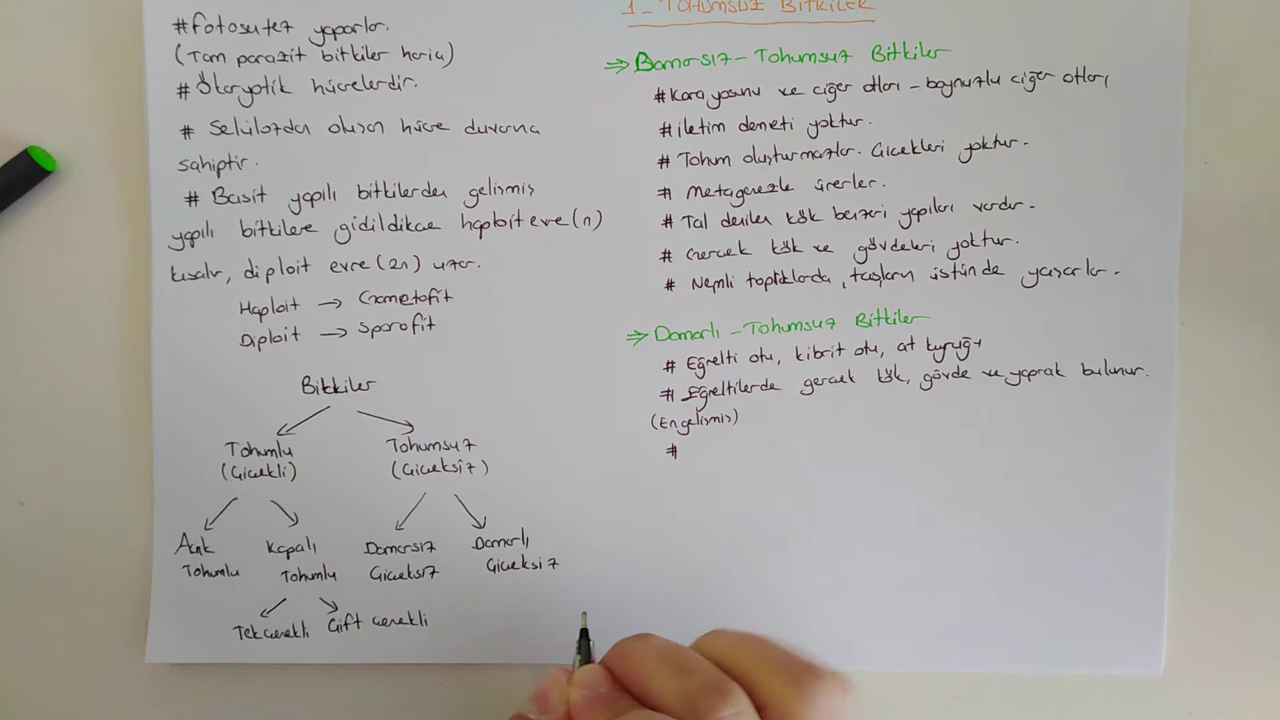 #fotosentez yaparlar.
(Tam parazit bitkiler hariç)
# Ökaryotik hücrelerdir.
# Selülozdan oluşan hücre duvarına
sahiptir.
# Basit yapılı bitkilerden gelişmiş
yapılı bitkilere gidildikçe haploit evre(n)
kısalır, diploit evre(2n) uzar.
Haploit → Gametofit
Diploit → Sporofit
Bitkiler
Tohumlu
(Çiçekli)
Tohumsuz
(Çiçeksiz)
Açık
Tohumlu
Kapalı
Tohumlu
Damarsız
Çiçeksiz
Damarlı
Çiçeksiz
Tek çenekli
Çift çenekli
1- TOHUMSUZ BİTKİLER
⇒ Damarsız-Tohumsuz Bitkiler
#Kara yosunu ve ciğer otları - boynuzlu ciğer otları
#iletim demeti yoktur.
# Tohum oluşturmazlar. Çiçekleri yoktur.
# Metagenezle ürerler.
# Tal denilen kök benzeri yapıları vardır.
# Gerçek kök ve gövdeleri yoktur.
# Nemli topraklarda, taşların üstünde yaşarlar.
⇒ Damarlı -Tohumsuz Bitkiler
# Eğrelti otu, kibrit otu, at kuyruğu
# Eğreltilerde gerçek kök, gövde ve yaprak bulunur.
(En gelişmiş)
#